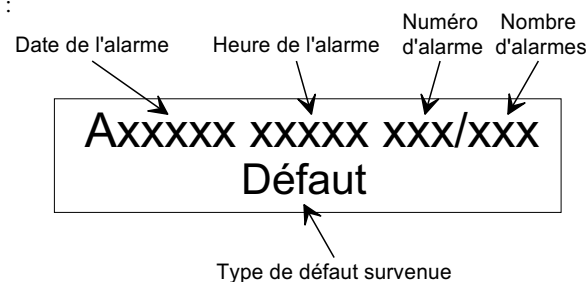 :
Numéro Nombre
Date de l'alarme Heure de l'alarme d'alarme d'alarmes
Axxxxx xxxxx xxx/xxx
Défaut
Type de défaut survenue